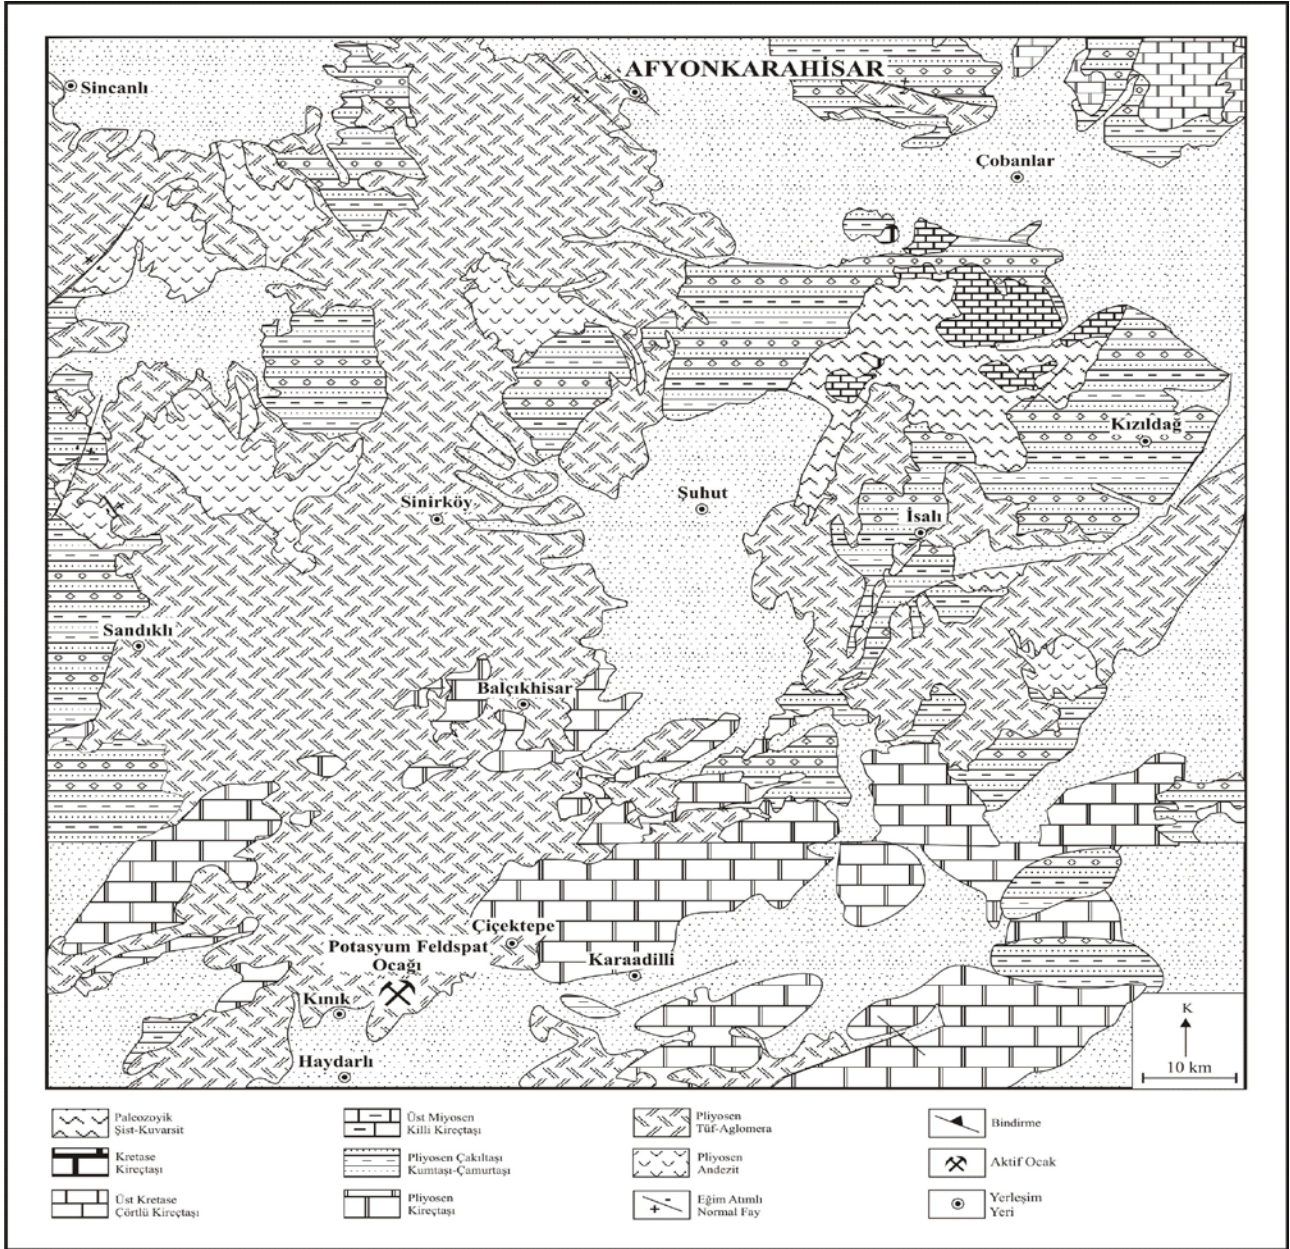 AFYONKARAHİSAR
Sincanlı
Çobanlar
Kızıldağ
Şuhut
Sinirköy
İsalı
Sandıklı
Balçıkhisar
Çiçektepe
Potasyum Feldspat
Ocağı
Karaadilli
Kınık
Haydarlı
K
10 km
Paleozoyik
Şist-Kuvarsit
Kretase
Kireçtaşı
Üst Kretase
Çörtlü Kireçtaşı
Üst Miyosen
Killi Kireçtaşı
Pliyosen Çakıltaşı
Kumtaşı-Çamurtaşı
Pliyosen
Kireçtaşı
Pliyosen
Tüf-Aglomera
Pliyosen
Andezit
Eğim Atımlı
Normal Fay
Bindirme
Aktif Ocak
Yerleşim
Yeri